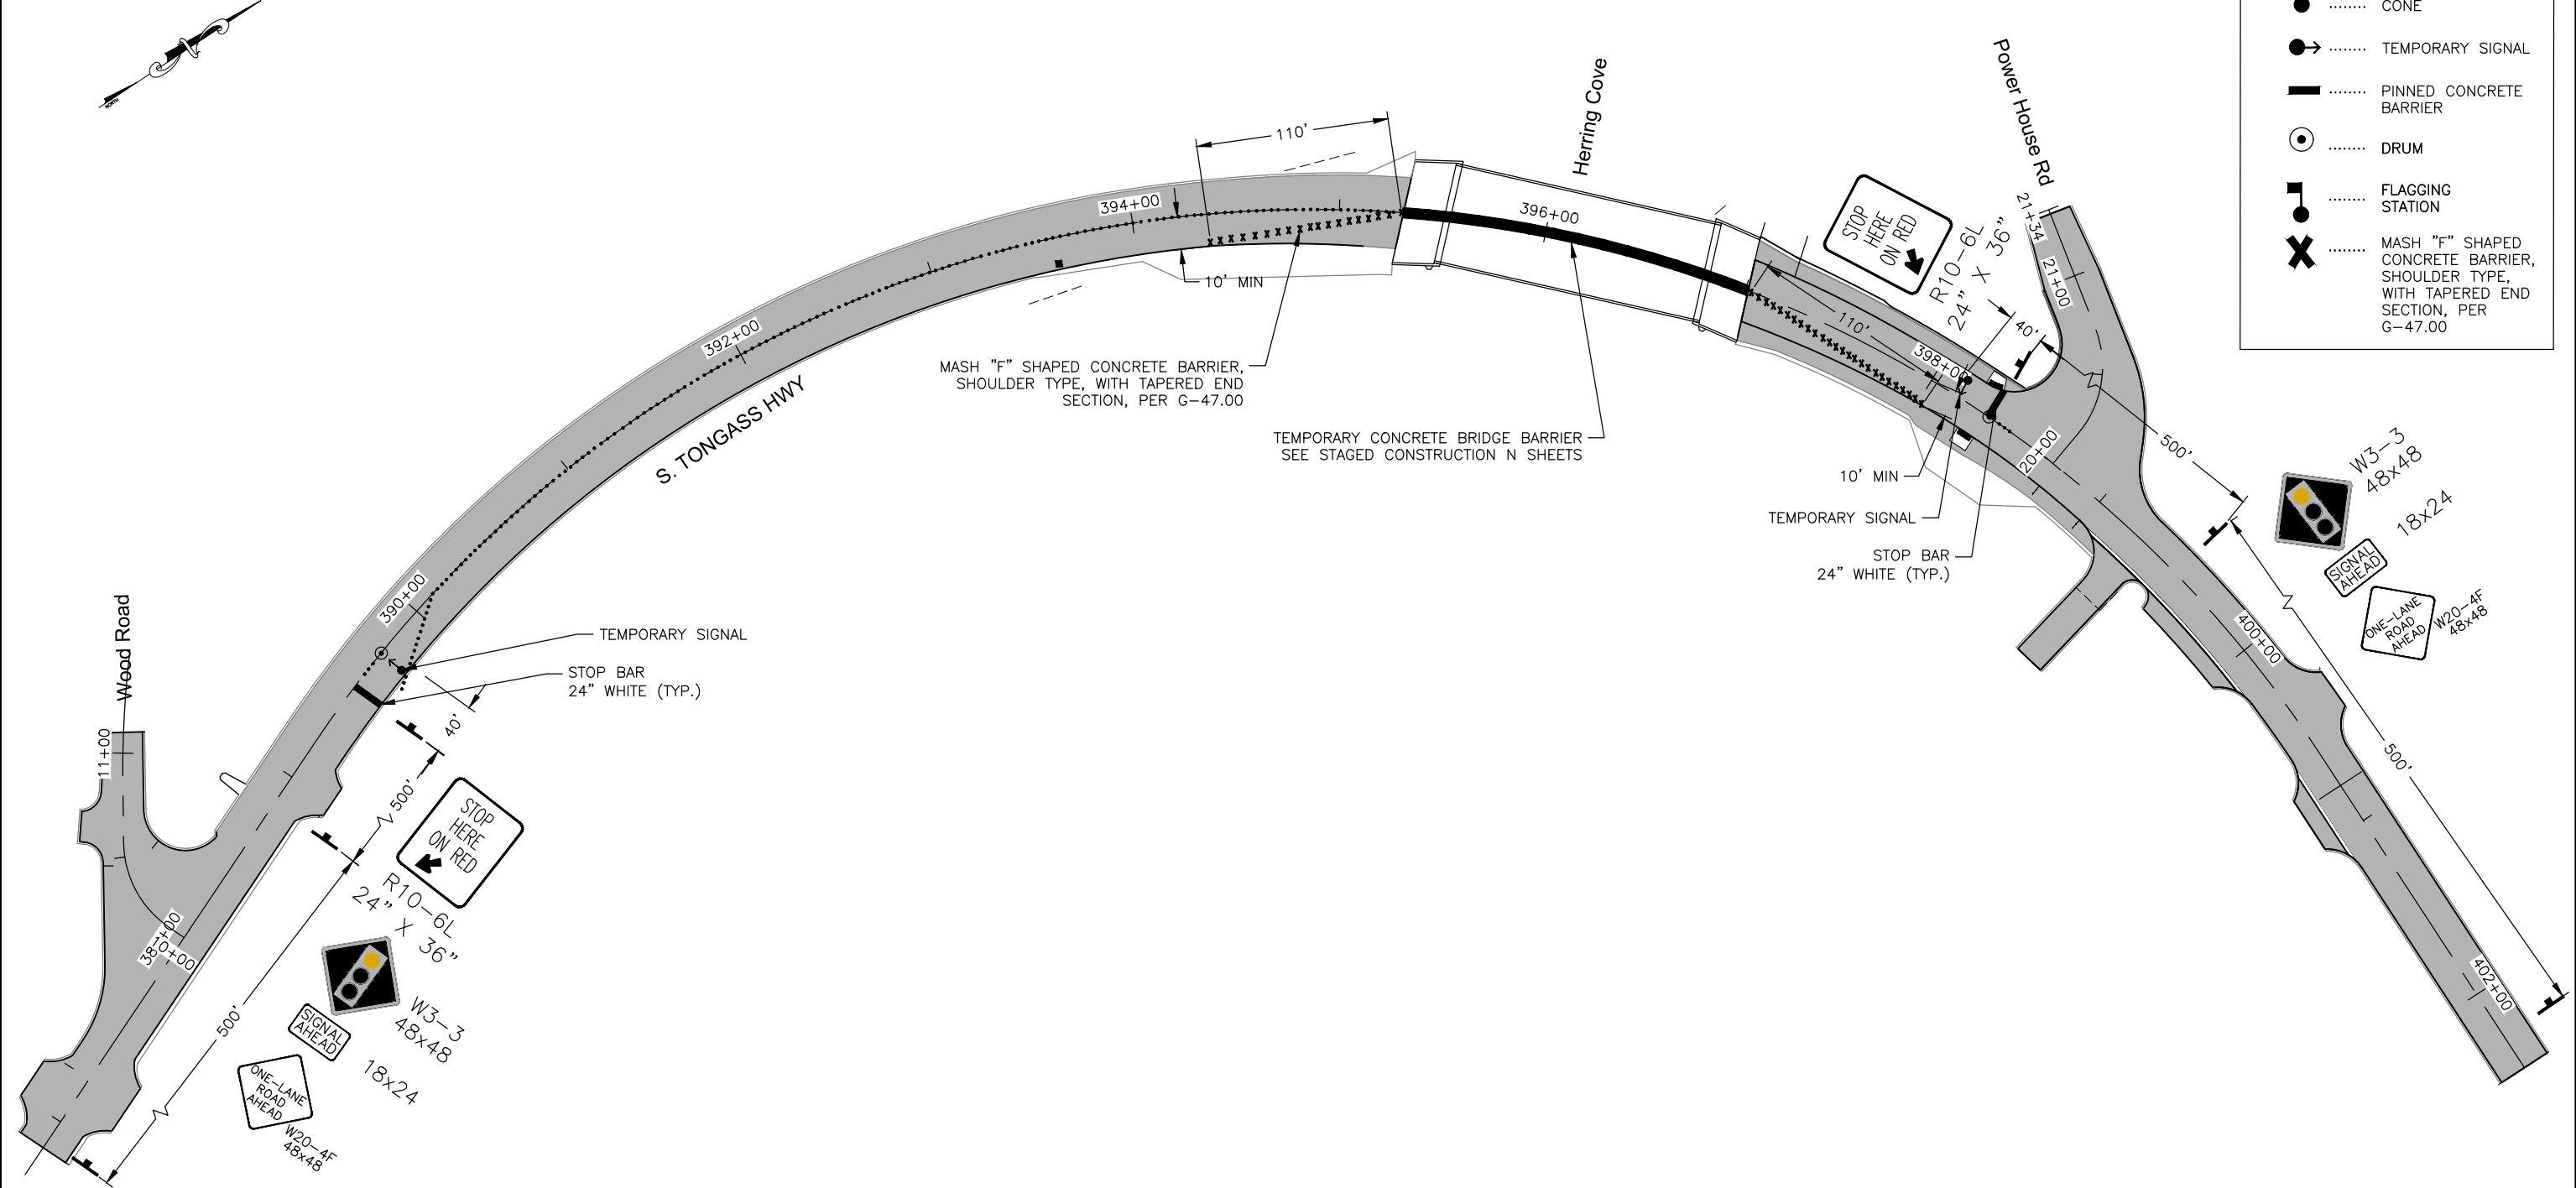 NORTH
CONE
TEMPORARY SIGNAL
PINNED CONCRETE
BARRIER
DRUM
FLAGGING
STATION
MASH "F" SHAPED
CONCRETE BARRIER,
SHOULDER TYPE,
WITH TAPERED END
SECTION, PER
G-47.00
Herring Cove
Power House Rd
110'
394+00
396+00
10' MIN
392+00
MASH "F" SHAPED CONCRETE BARRIER,
SHOULDER TYPE, WITH TAPERED END
SECTION, PER G-47.00
S. TONGASS HWY
TEMPORARY CONCRETE BRIDGE BARRIER
SEE STAGED CONSTRUCTION N SHEETS
STOP
HERE
ON RED
R10-6L
24" X 36"
21+34
21+00
40'
110'
398+00
20+00
10' MIN
TEMPORARY SIGNAL
STOP BAR
24" WHITE (TYP.)
500'
W3-3
48x48
18x24
SIGNAL
AHEAD
ONE-LANE
ROAD
AHEAD
W20-4F
48x48
400+00
500'
402+00
390+00
TEMPORARY SIGNAL
STOP BAR
24" WHITE (TYP.)
Wood Road
11+00
40'
500'
STOP
HERE
ON RED
R10-6L
24" X 36"
10+00
500'
W3-3
48x48
SIGNAL
AHEAD
18x24
ONE-LANE
ROAD
AHEAD
W20-4F
48x48